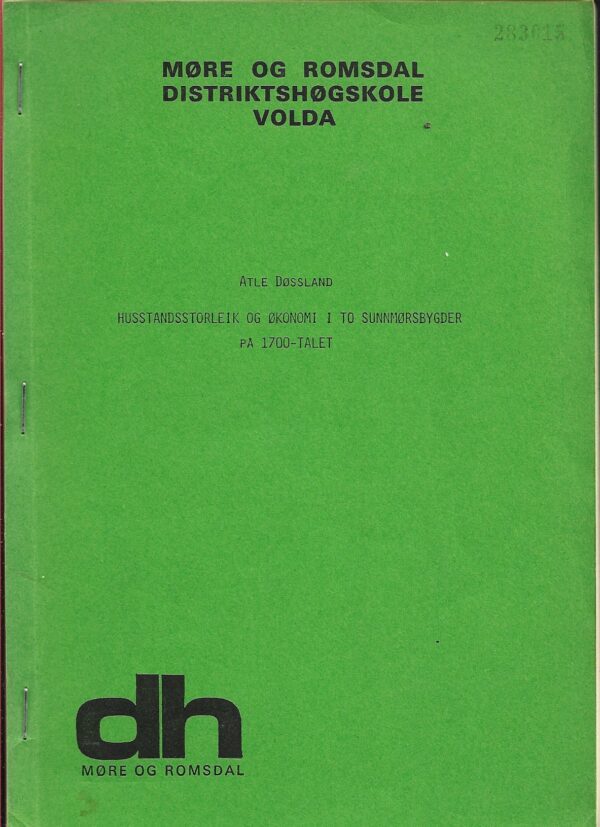 MØRE OG ROMSDAL
DISTRIKTSHØGSKOLE
VOLDA
ATLE DØSSLAND
HUSSTANDSSTORLEIK OG ØKONOMI I TO SUNNMØRSBYGDER
PÅ 1700-TALET
dh
MØRE OG ROMSDAL